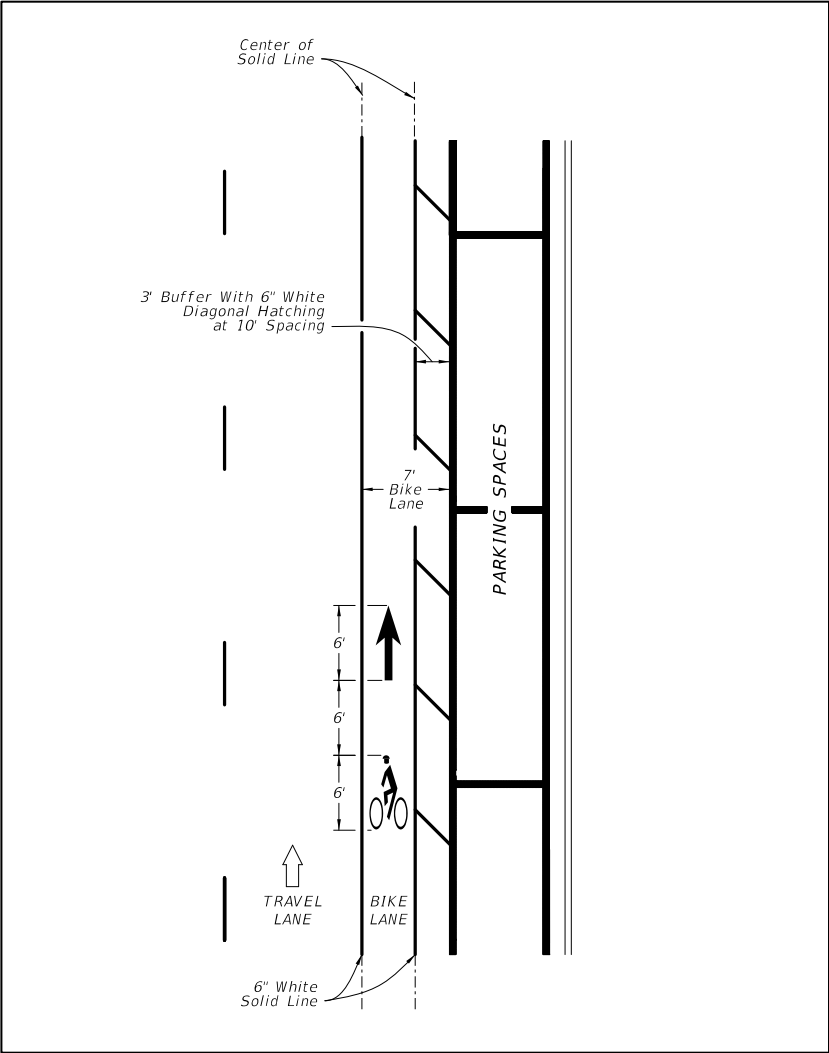 Center of
Solid Line
3' Buffer With 6" White
Diagonal Hatching
at 10' Spacing
7'
Bike
Lane
PARKING SPACES
6'
6'
6'
TRAVEL
LANE
BIKE
LANE
6" White
Solid Line